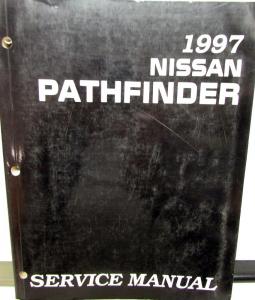 1997
NISSAN
PATHFINDER
SERVICE MANUAL